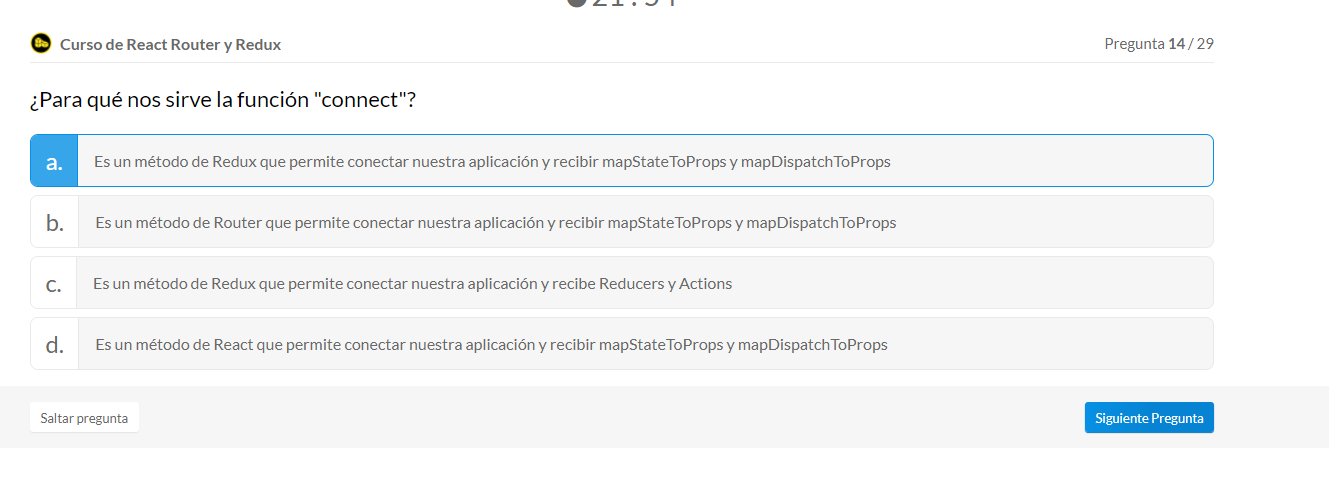 Curso de React Router y Redux
Pregunta 14 / 29
¿Para qué nos sirve la función "connect"?
a. Es un método de Redux que permite conectar nuestra aplicación y recibir mapStateToProps y mapDispatchToProps
b. Es un método de Router que permite conectar nuestra aplicación y recibir mapStateToProps y mapDispatchToProps
c. Es un método de Redux que permite conectar nuestra aplicación y recibe Reducers y Actions
d. Es un método de React que permite conectar nuestra aplicación y recibir mapStateToProps y mapDispatchToProps
Saltar pregunta
Siguiente Pregunta